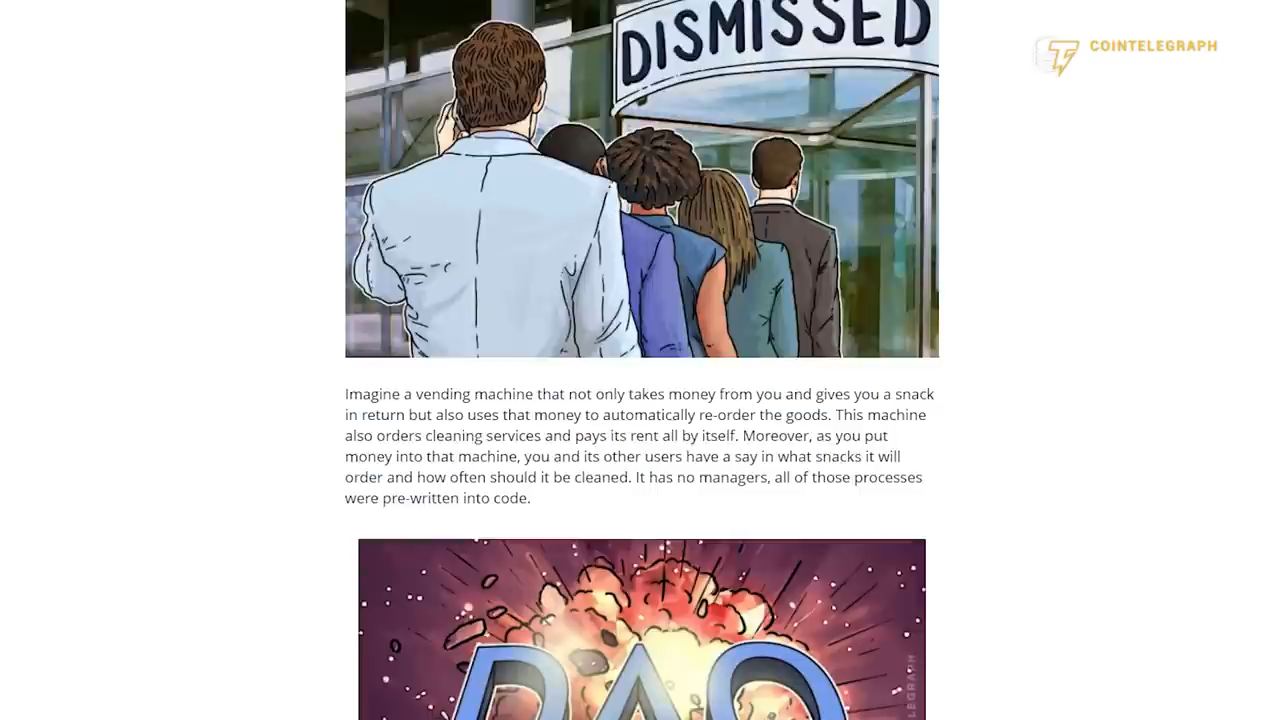 DISMISSED
COINTELEGRAPH
Imagine a vending machine that not only takes money from you and gives you a snack
in return but also uses that money to automatically re-order the goods. This machine
also orders cleaning services and pays its rent all by itself. Moreover, as you put
money into that machine, you and its other users have a say in what snacks it will
order and how often should it be cleaned. It has no managers, all of those processes
were pre-written into code.
DAO
LEGRAPH